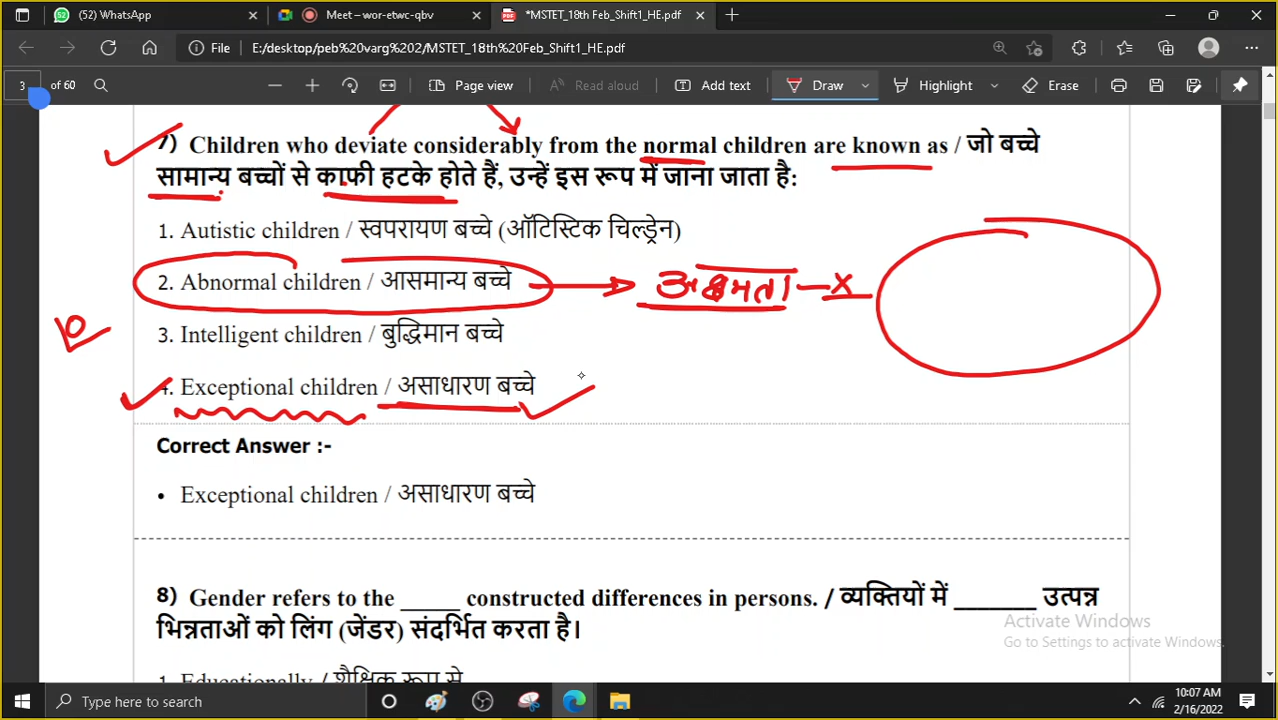 (52) WhatsApp
Meet – wor-etwc-qbv
*MSTET_18th Feb_Shift1_HE.pdf
File
E:/desktop/peb%20varg%202/MSTET_18th%20Feb_Shift1_HE.pdf
3 of 60
Page view
Read aloud
Add text
Draw
Highlight
Erase
7) Children who deviate considerably from the normal children are known as / जो बच्चे
सामान्य बच्चों से काफी हटके होते हैं, उन्हें इस रूप में जाना जाता है:
1. Autistic children / स्वपरायण बच्चे (ऑटिस्टिक चिल्ड्रेन)
2. Abnormal children / आसमान्य बच्चे
अक्षमता – x
3. Intelligent children / बुद्धिमान बच्चे
4. Exceptional children / असाधारण बच्चे
Correct Answer :-
• Exceptional children / असाधारण बच्चे
8) Gender refers to the _____ constructed differences in persons. / व्यक्तियों में _______ उत्पन्न
भिन्नताओं को लिंग (जेंडर) संदर्भित करता है।
Activate Windows
Go to Settings to activate Windows.
1. Educationally / शैक्षिक रूप से
Type here to search
10:07 AM
2/16/2022